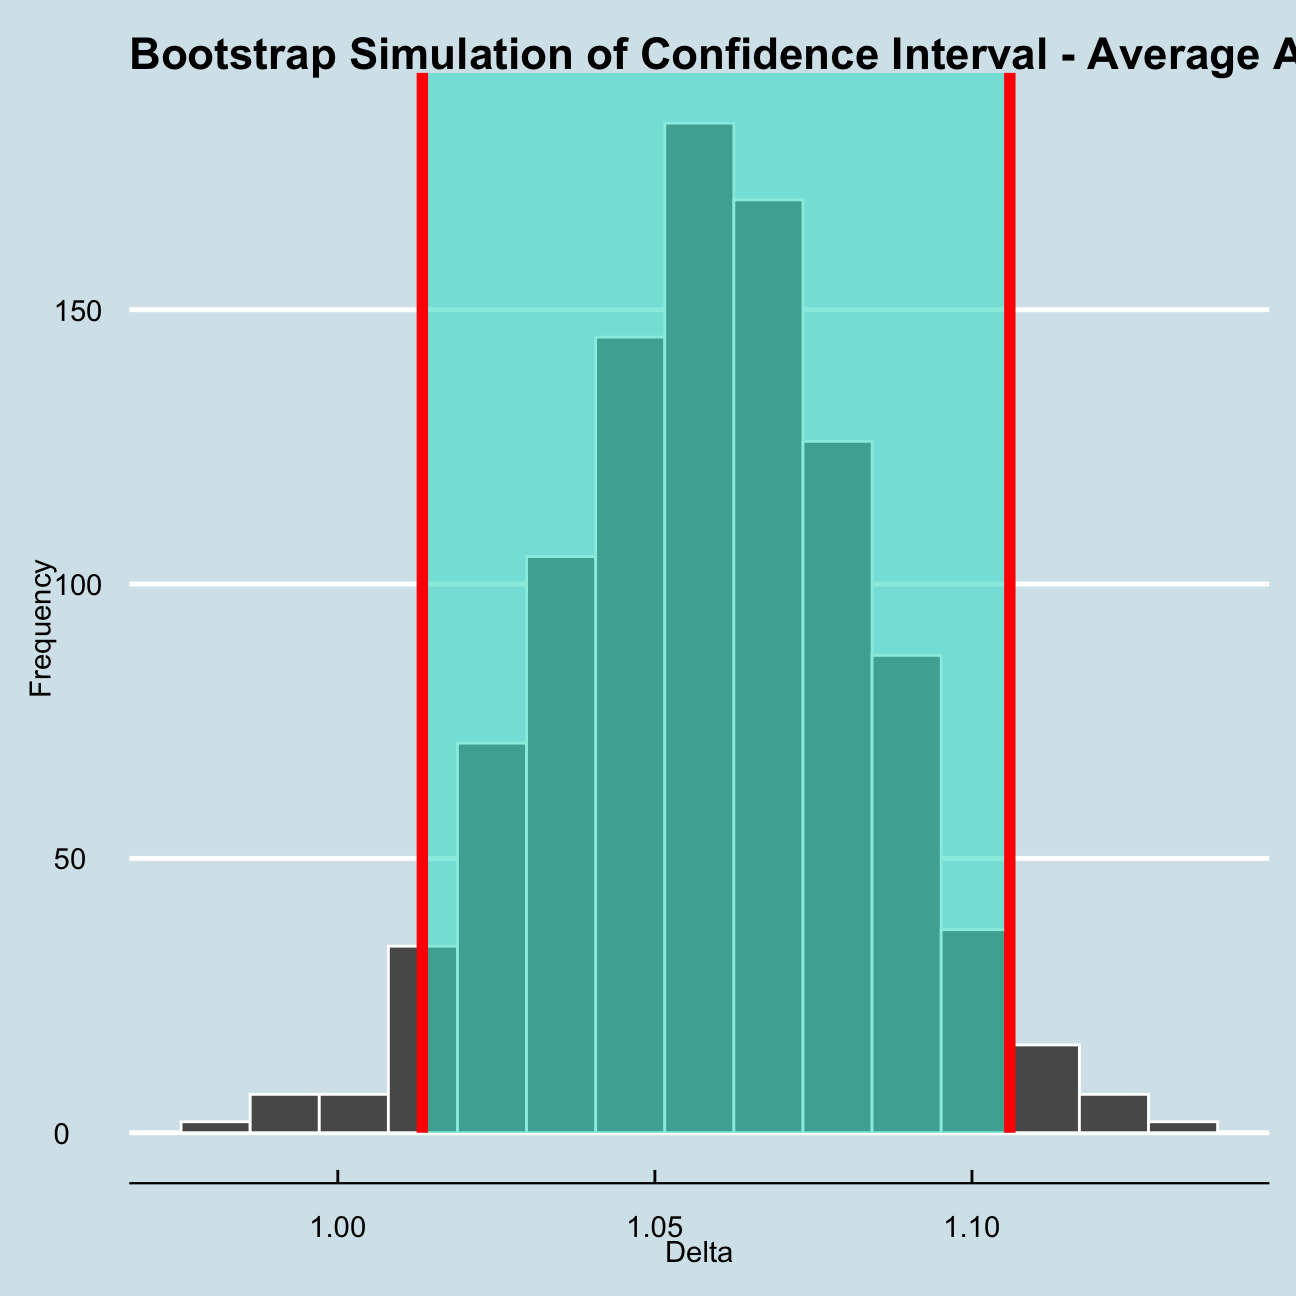 Bootstrap Simulation of Confidence Interval - Average A
Frequency
150
100
50
0
1.00 1.05 1.10
Delta